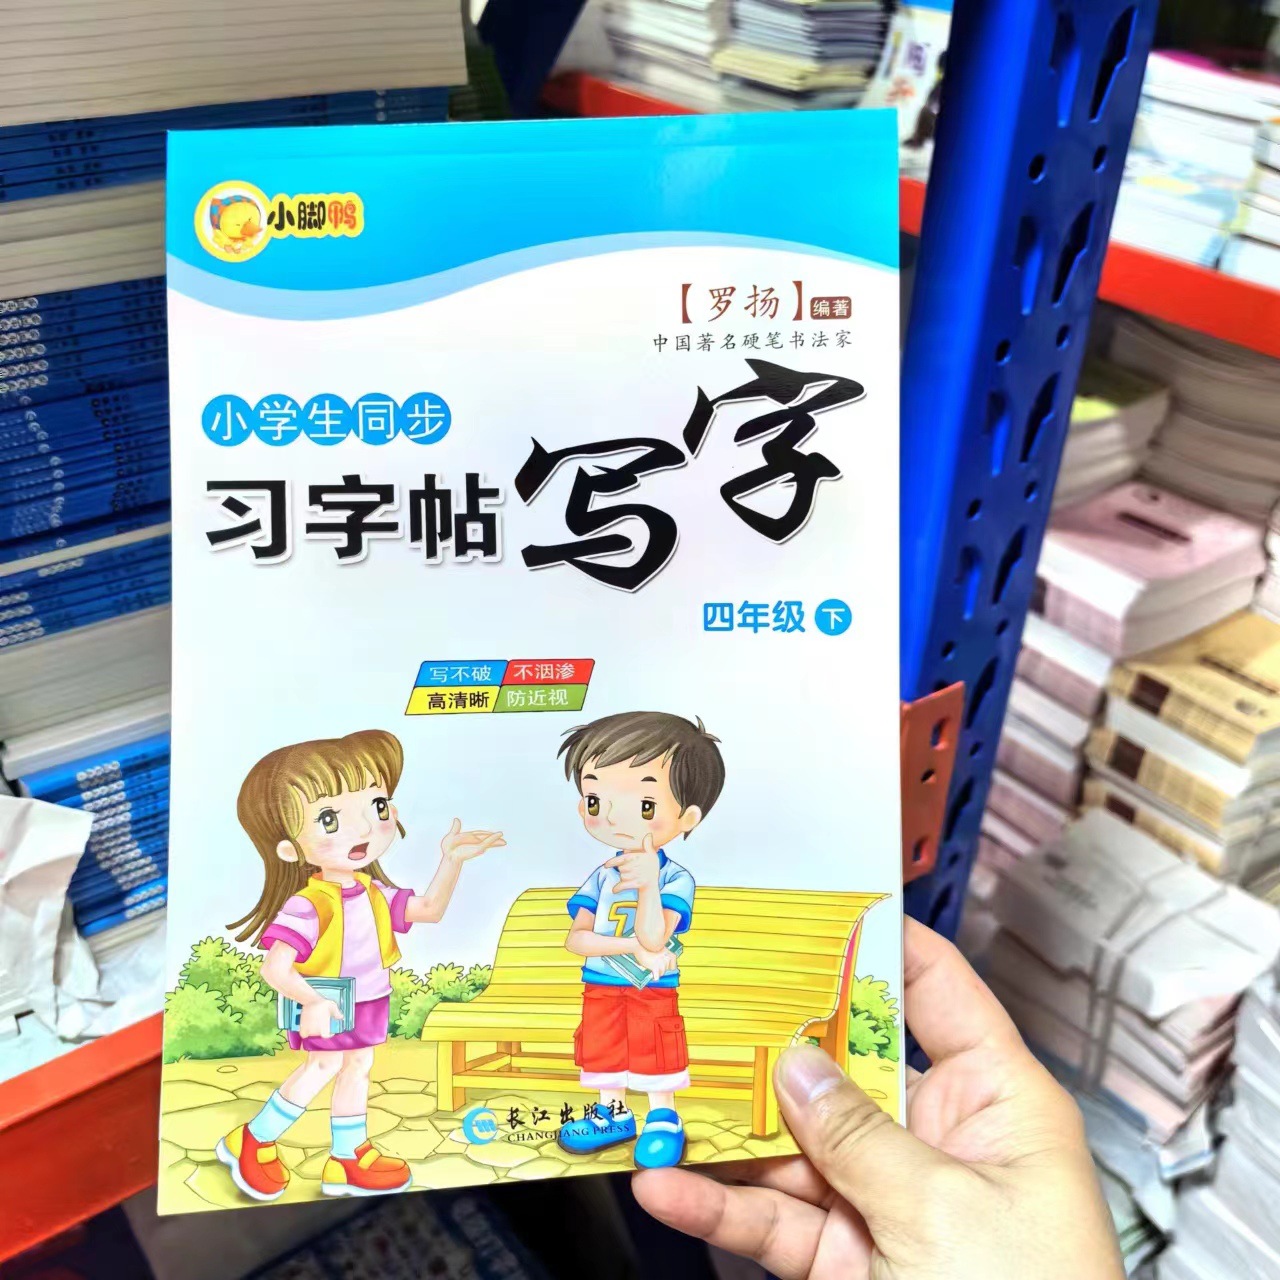 小脚鸭
【罗扬】编著
中国著名硬笔书法家
小学生同步
习字帖写字
四年级 下
写不破 不洇渗
高清晰 防近视
长江出版社
CHANGJIANG PRESS